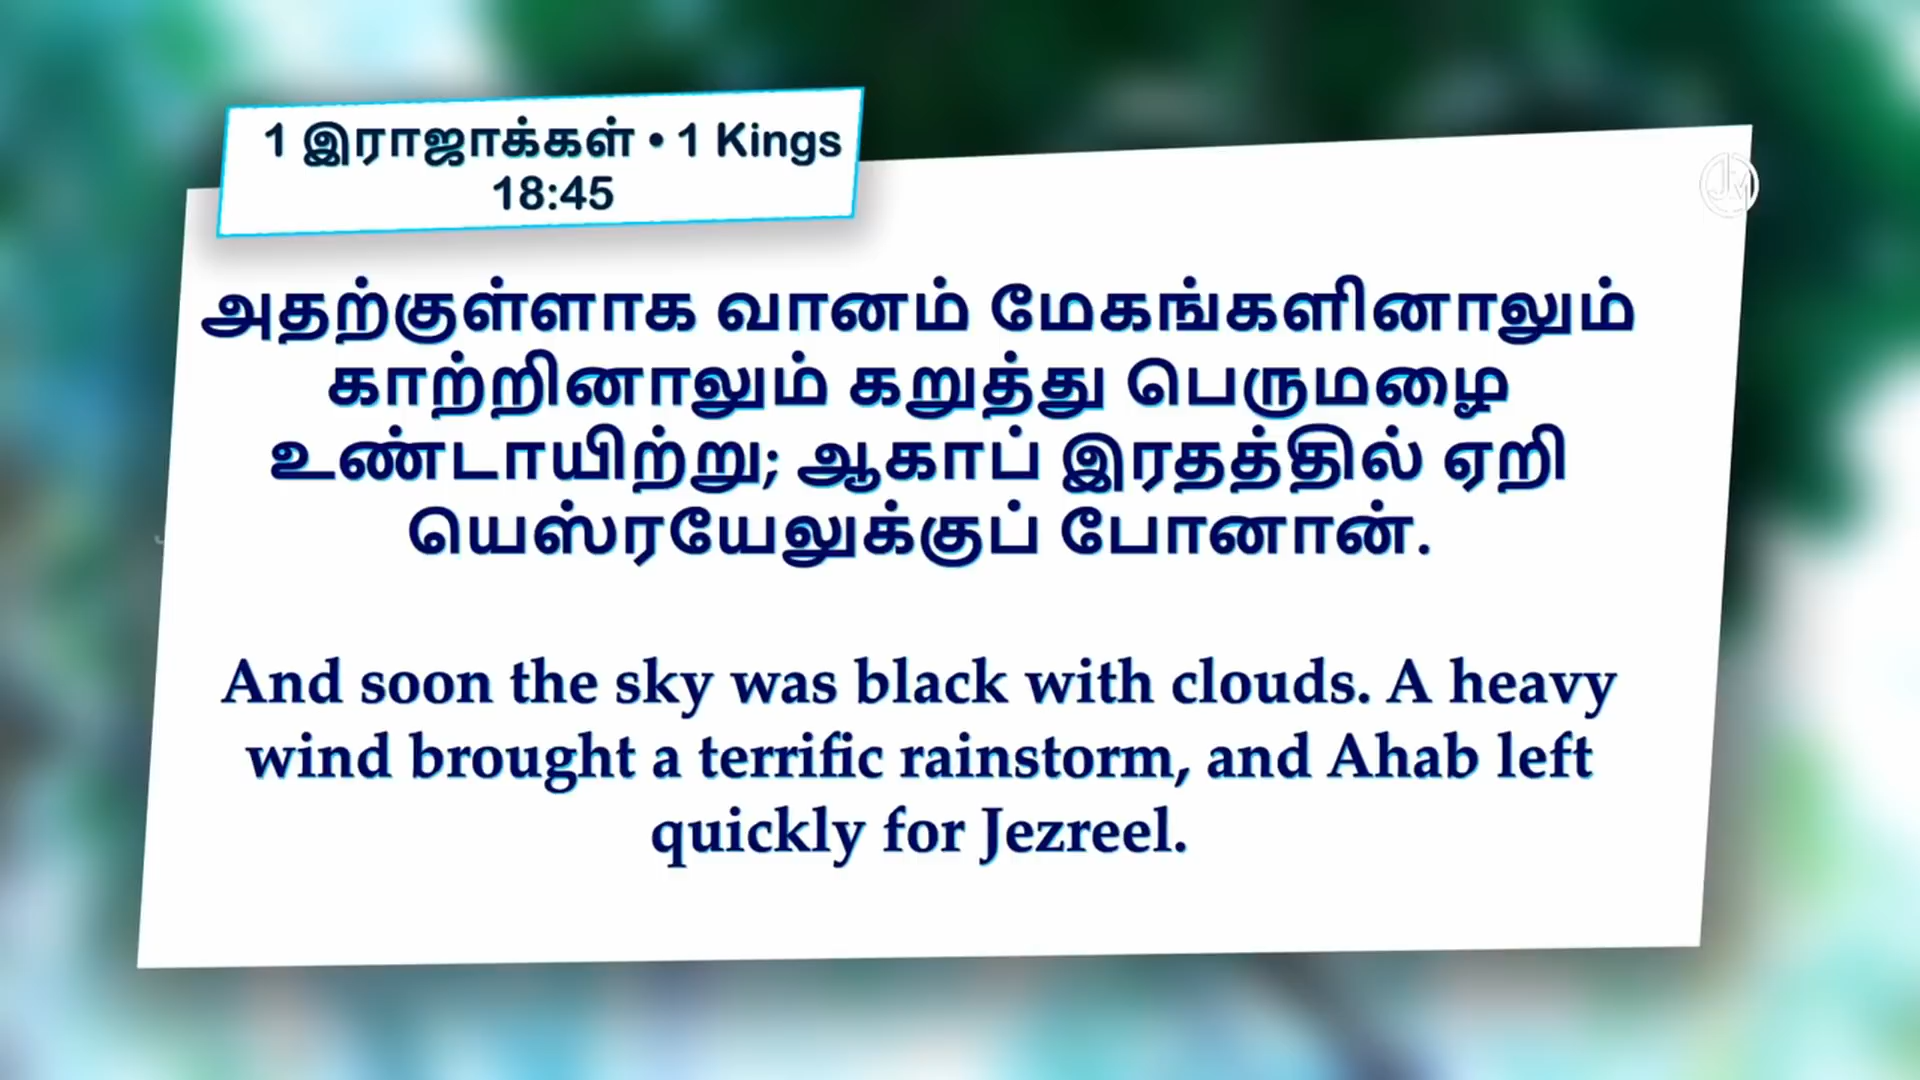 1 இராஜாக்கள் • 1 Kings
18:45
அதற்குள்ளாக வானம் மேகங்களினாலும்
காற்றினாலும் கறுத்து பெருமழை
உண்டாயிற்று; ஆகாப் இரதத்தில் ஏறி
யெஸ்ரயேலுக்குப் போனான்.
And soon the sky was black with clouds. A heavy
wind brought a terrific rainstorm, and Ahab left
quickly for Jezreel.